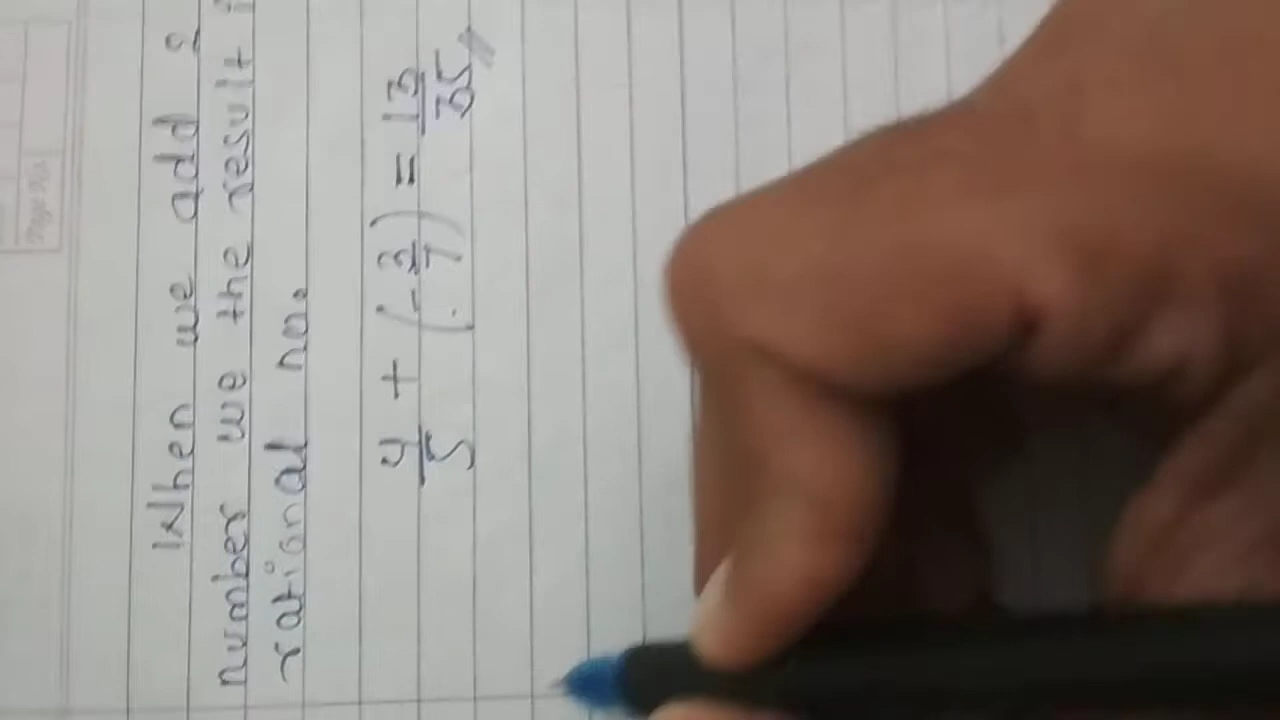 When we add 2
number we the result
rational no.
4/5 + (-3/7) = 13/35